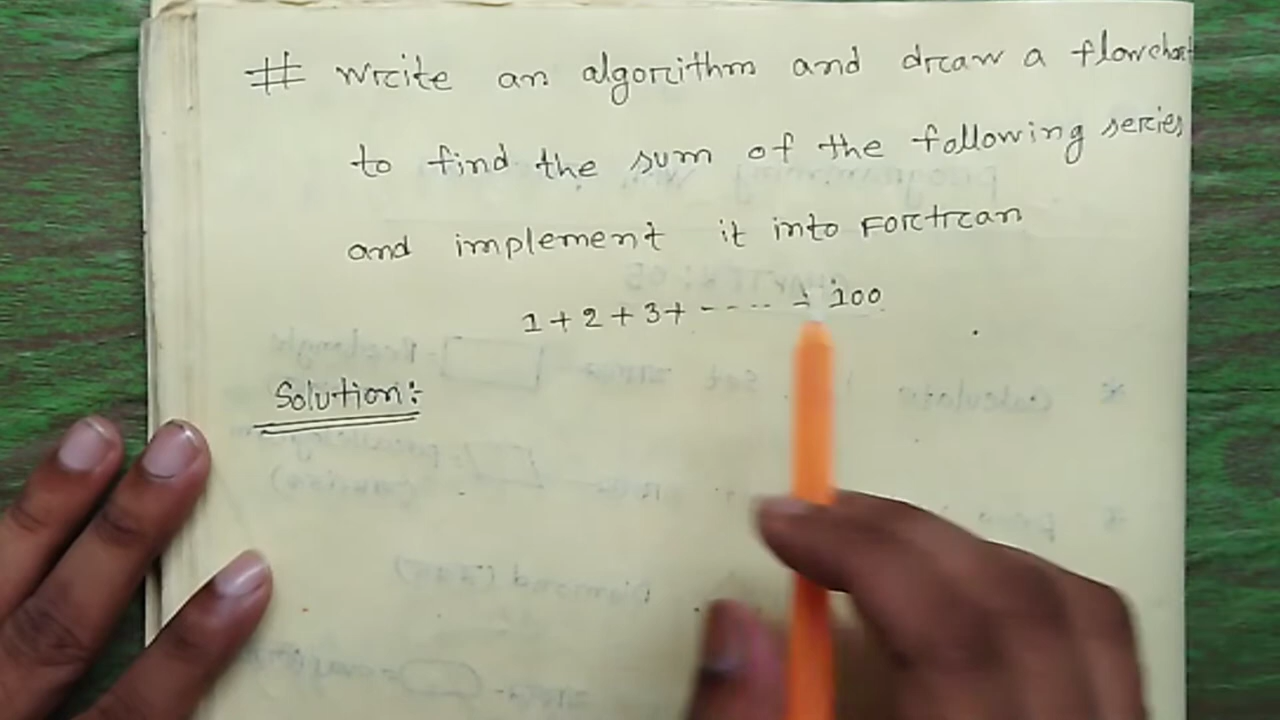 # Write an algorithm and draw a flowchart
to find the sum of the following series
and implement it into Fortran
1 + 2 + 3 + ----- + 100
Solution: